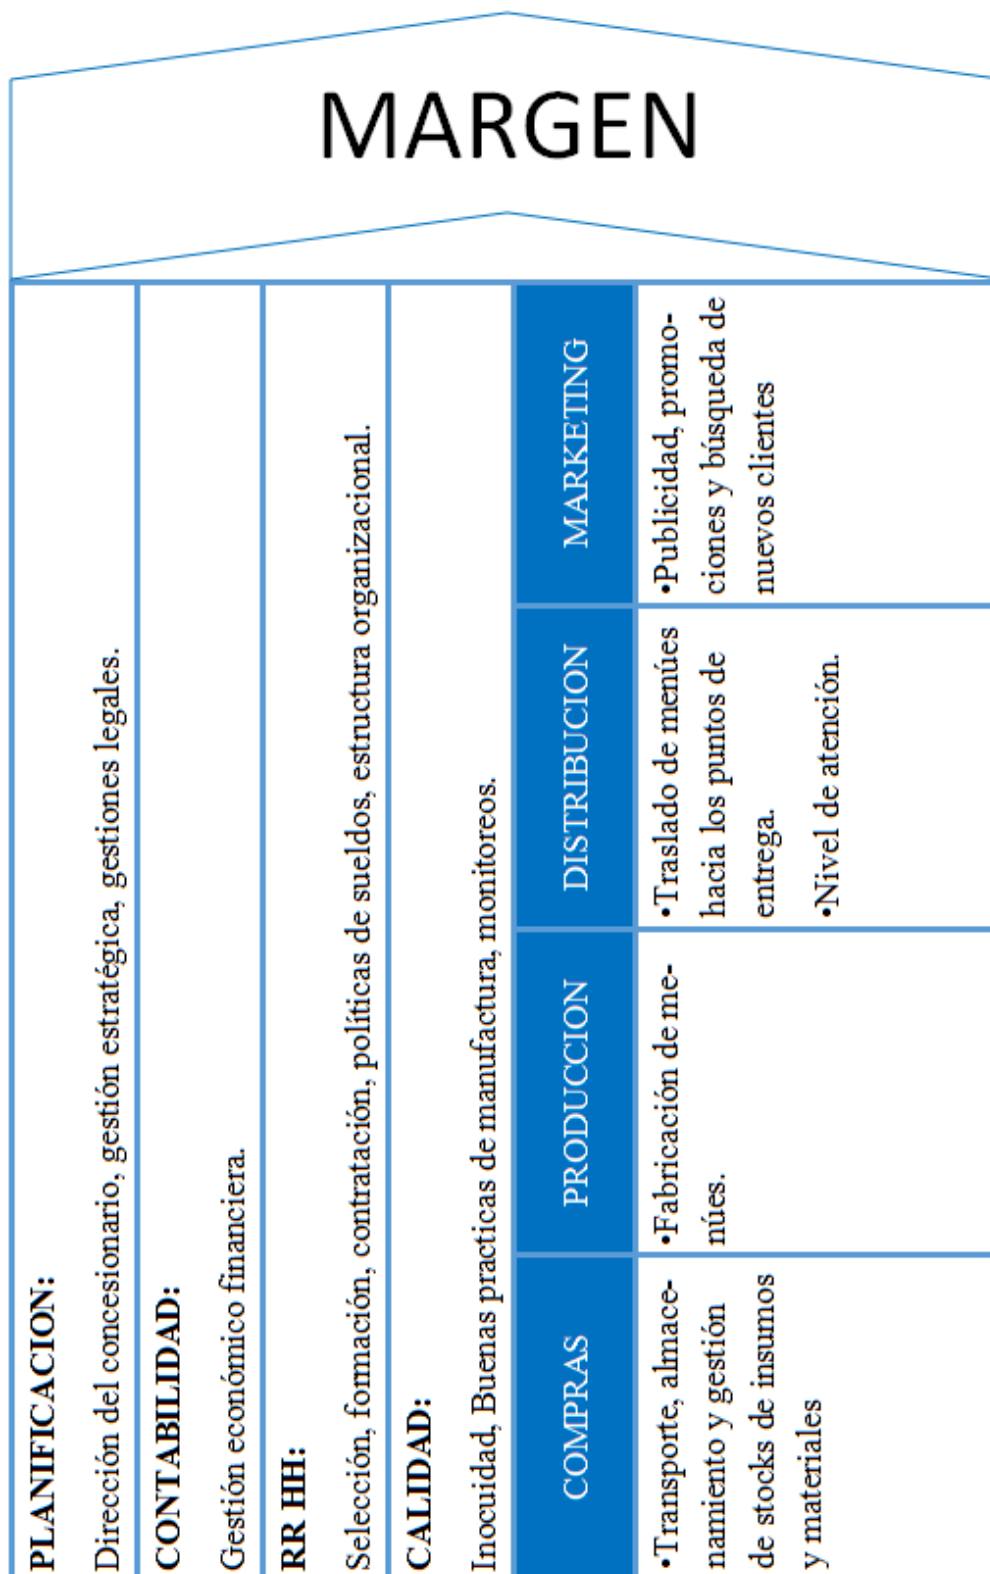 MARGEN
PLANIFICACION:
Dirección del concesionario, gestión estratégica, gestiones legales.
CONTABILIDAD:
Gestión económico financiera.
RR HH:
Selección, formación, contratación, políticas de sueldos, estructura organizacional.
CALIDAD:
Inocuidad, Buenas practicas de manufactura, monitoreos.
COMPRAS
•Transporte, almace-
namiento y gestión
de stocks de insumos
y materiales
PRODUCCION
•Fabricación de me-
núes.
DISTRIBUCION
•Traslado de menúes
hacia los puntos de
entrega.
•Nivel de atención.
MARKETING
•Publicidad, promo-
ciones y búsqueda de
nuevos clientes